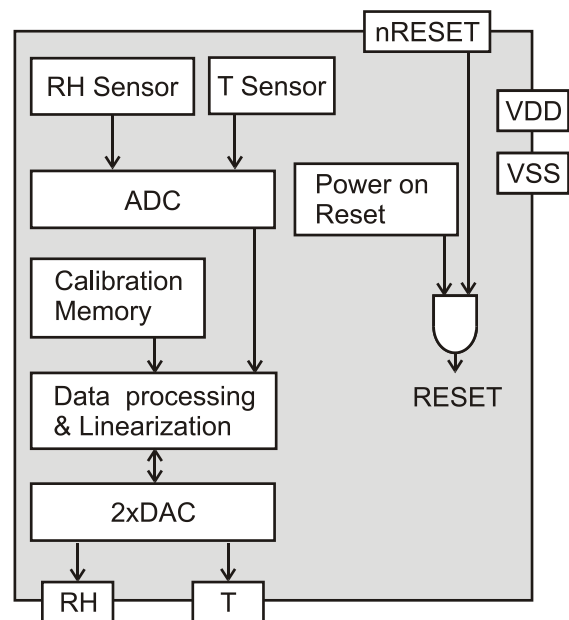 nRESET
RH Sensor
T Sensor
VDD
VSS
ADC
Power on
Reset
Calibration
Memory
Data processing
& Linearization
RESET
2xDAC
RH
T